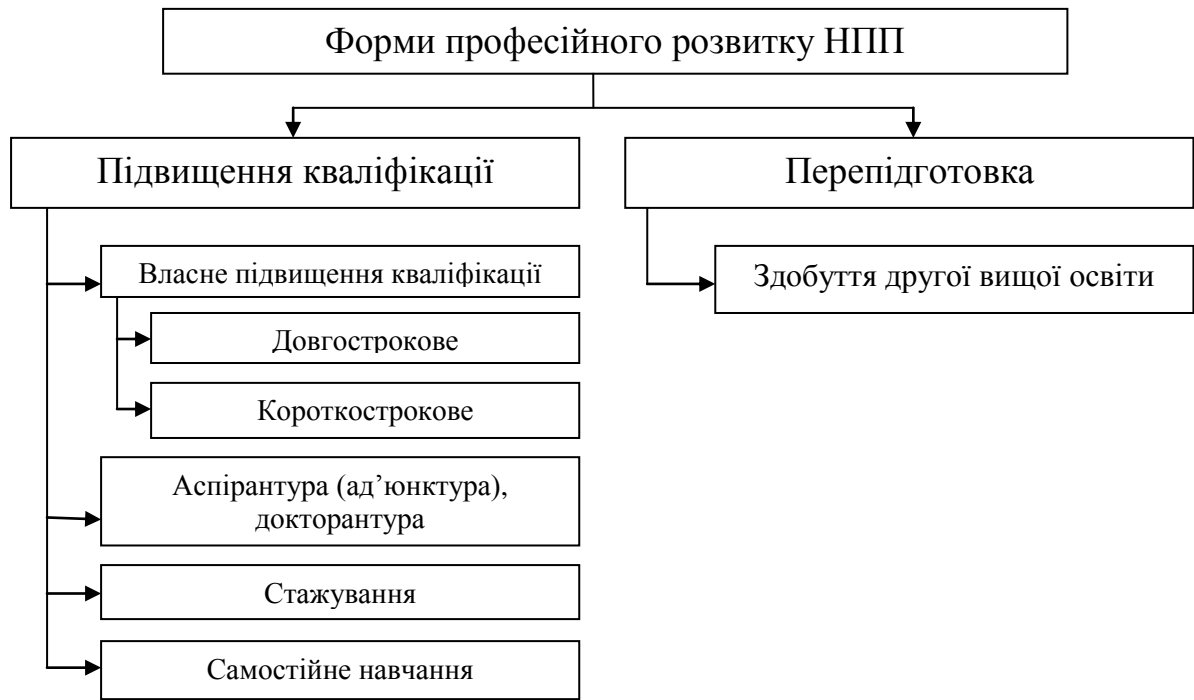 Форми професійного розвитку НПП
Підвищення кваліфікації
Власне підвищення кваліфікації
Довгострокове
Короткострокове
Аспірантура (ад’юнктура),
докторантура
Стажування
Самостійне навчання
Перепідготовка
Здобуття другої вищої освіти